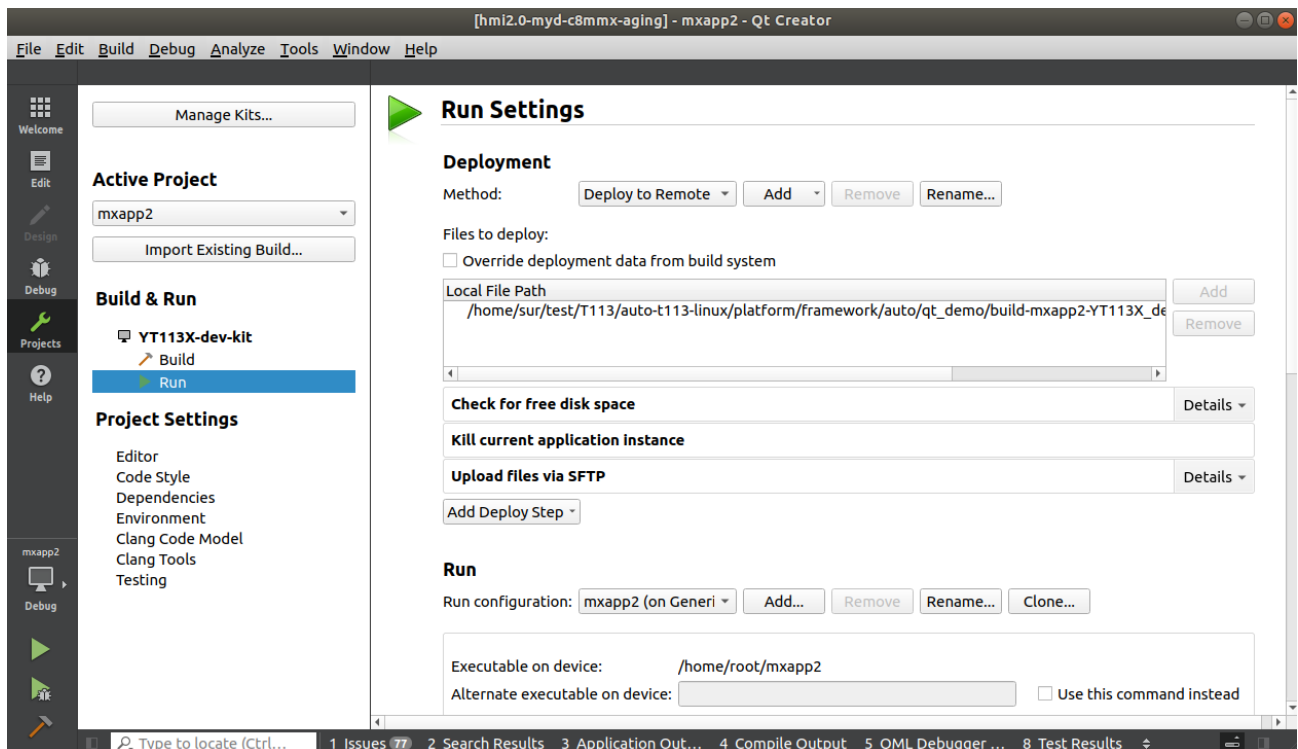 [hmi2.0-myd-c8mmx-aging] - mxapp2 - Qt Creator
File Edit Build Debug Analyze Tools Window Help
Welcome
Edit
Design
Debug
Projects
Help
mxapp2
Debug
Manage Kits...
Active Project
mxapp2
Import Existing Build...
Build & Run
YT113X-dev-kit
Build
Run
Project Settings
Editor
Code Style
Dependencies
Environment
Clang Code Model
Clang Tools
Testing
Run Settings
Deployment
Method: Deploy to Remote Add Remove Rename...
Files to deploy:
Override deployment data from build system
Local File Path Add
/home/sur/test/T113/auto-t113-linux/platform/framework/auto/qt_demo/build-mxapp2-YT113X_de Remove
Check for free disk space Details
Kill current application instance
Upload files via SFTP Details
Add Deploy Step
Run
Run configuration: mxapp2 (on Generi Add... Remove Rename... Clone...
Executable on device: /home/root/mxapp2
Alternate executable on device: Use this command instead
Type to locate (Ctrl... 1 Issues 77 2 Search Results 3 Application Out... 4 Compile Output 5 QML Debugger ... 8 Test Results